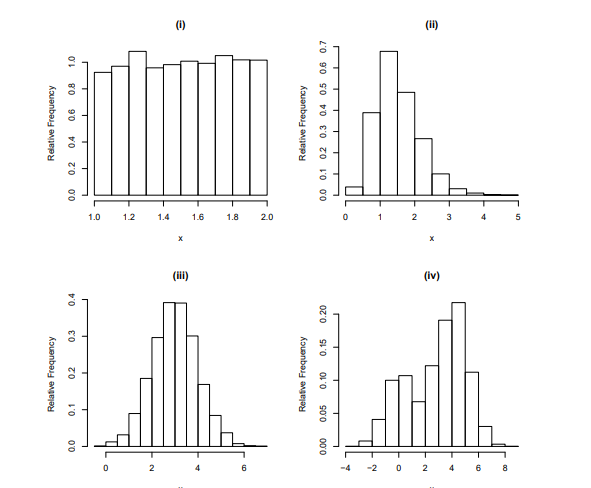 (i)
Relative Frequency
0.0 0.2 0.4 0.6 0.8 1.0
1.0 1.2 1.4 1.6 1.8 2.0
x
(ii)
Relative Frequency
0.0 0.1 0.2 0.3 0.4 0.5 0.6 0.7
0 1 2 3 4 5
x
(iii)
Relative Frequency
0.0 0.1 0.2 0.3 0.4
0 2 4 6
(iv)
Relative Frequency
0.00 0.05 0.10 0.15 0.20
−4 −2 0 2 4 6 8